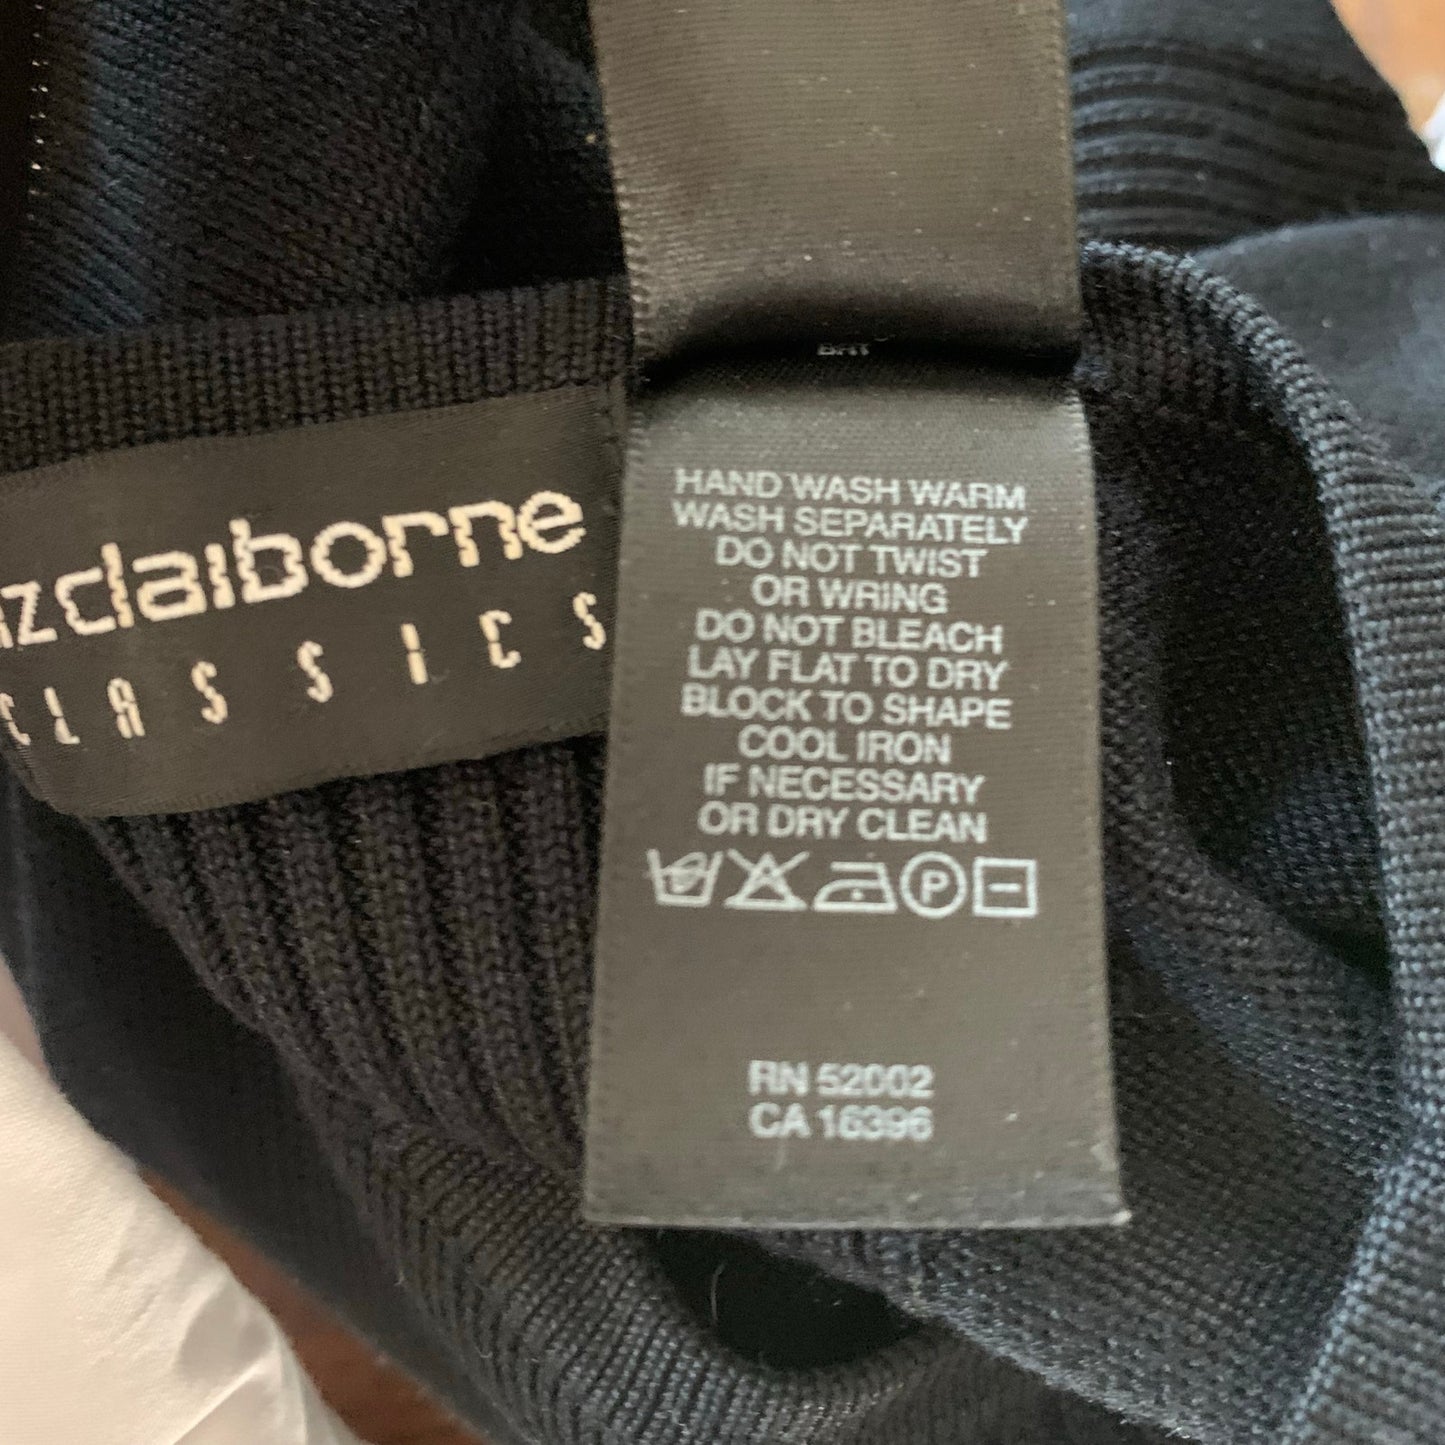 izclaiborne
CLASSICS
HAND WASH WARM
WASH SEPARATELY
DO NOT TWIST
OR WRING
DO NOT BLEACH
LAY FLAT TO DRY
BLOCK TO SHAPE
COOL IRON
IF NECESSARY
OR DRY CLEAN
P
RN 52002
CA 16396